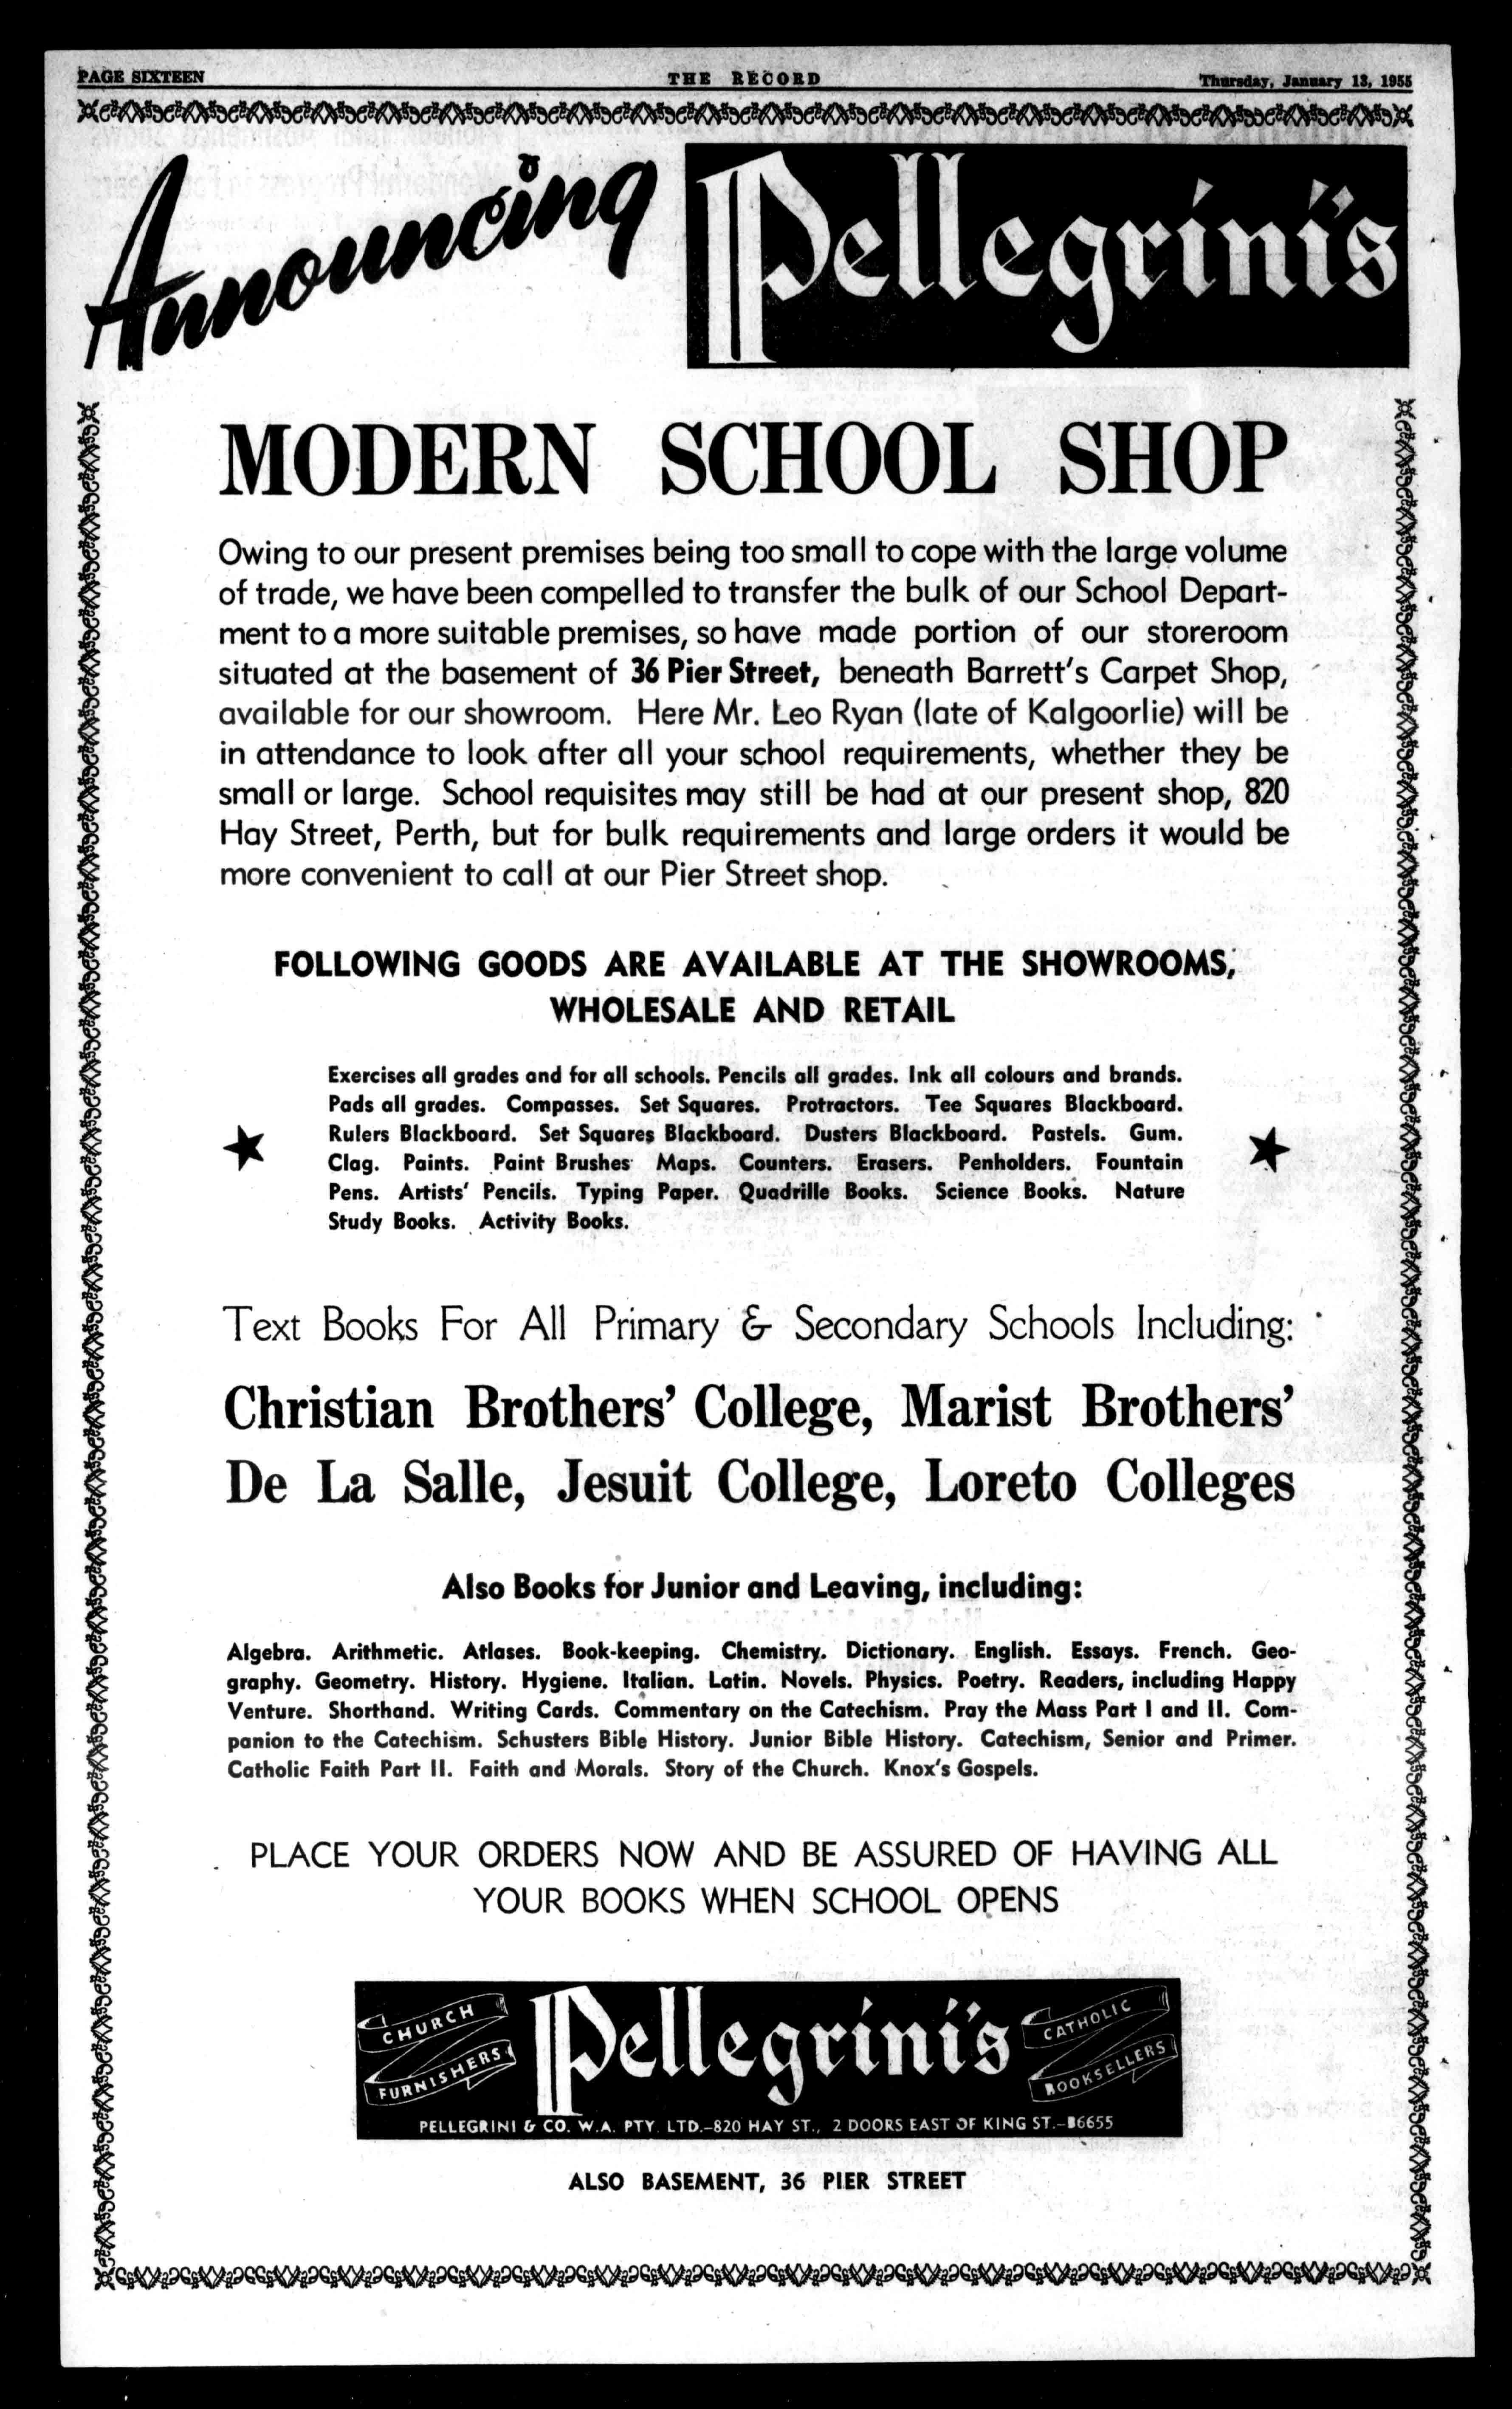 PAGE SIXTEEN THE RECORD Thursday, January 13, 1955
Announcing Pellegrini's
MODERN SCHOOL SHOP
Owing to our present premises being too small to cope with the large volume
of trade, we have been compelled to transfer the bulk of our School Depart-
ment to a more suitable premises, so have made portion of our storeroom
situated at the basement of 36 Pier Street, beneath Barrett's Carpet Shop,
available for our showroom. Here Mr. Leo Ryan (late of Kalgoorlie) will be
in attendance to look after all your school requirements, whether they be
small or large. School requisites may still be had at our present shop, 820
Hay Street, Perth, but for bulk requirements and large orders it would be
more convenient to call at our Pier Street shop.
FOLLOWING GOODS ARE AVAILABLE AT THE SHOWROOMS,
WHOLESALE AND RETAIL
Exercises all grades and for all schools. Pencils all grades. Ink all colours and brands.
Pads all grades. Compasses. Set Squares. Protractors. Tee Squares Blackboard.
Rulers Blackboard. Set Squares Blackboard. Dusters Blackboard. Pastels. Gum.
Clag. Paints. Paint Brushes Maps. Counters. Erasers. Penholders. Fountain
Pens. Artists' Pencils. Typing Paper. Quadrille Books. Science Books. Nature
Study Books. Activity Books.
Text Books For All Primary & Secondary Schools Including:
Christian Brothers' College, Marist Brothers'
De La Salle, Jesuit College, Loreto Colleges
Also Books for Junior and Leaving, including:
Algebra. Arithmetic. Atlases. Book-keeping. Chemistry. Dictionary. English. Essays. French. Geo-
graphy. Geometry. History. Hygiene. Italian. Latin. Novels. Physics. Poetry. Readers, including Happy
Venture. Shorthand. Writing Cards. Commentary on the Catechism. Pray the Mass Part I and II. Com-
panion to the Catechism. Schusters Bible History. Junior Bible History. Catechism, Senior and Primer.
Catholic Faith Part II. Faith and Morals. Story of the Church. Knox's Gospels.
PLACE YOUR ORDERS NOW AND BE ASSURED OF HAVING ALL
YOUR BOOKS WHEN SCHOOL OPENS
CHURCH
FURNISHERS
Pellegrini's
CATHOLIC
BOOKSELLERS
PELLEGRINI & CO. W.A. PTY. LTD.–820 HAY ST., 2 DOORS EAST OF KING ST.–B6655
ALSO BASEMENT, 36 PIER STREET